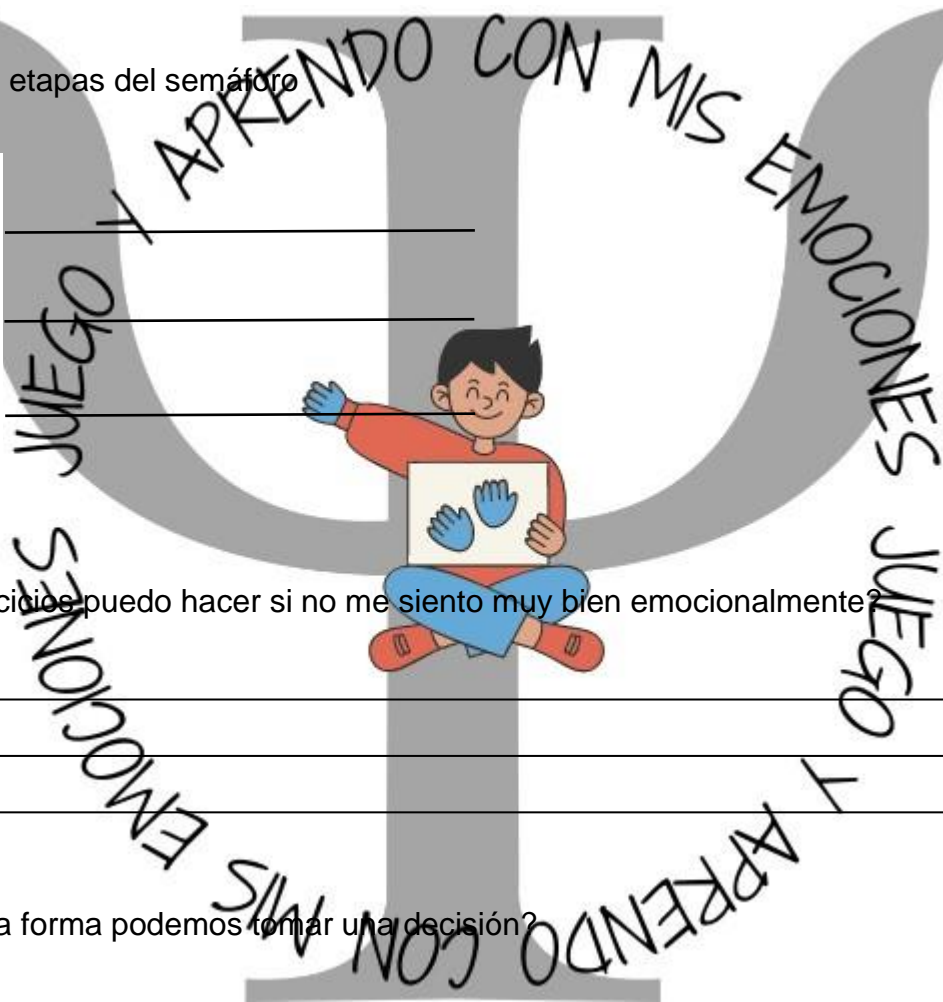 JUEGO Y APRENDO CON MIS EMOCIONES JUEGO Y APRENDO CON MIS EMOCIONES
etapas del semáforo
puedo hacer si no me siento muy bien emocionalmente?
forma podemos tomar una decisión?